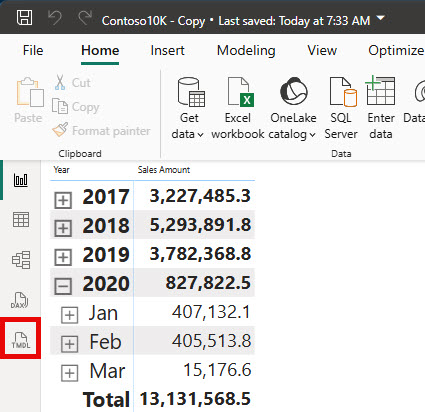 Contoso10K - Copy • Last saved: Today at 7:33 AM
File Home Insert Modeling Optimize
Paste
Cut
Copy
Format painter
Get data
Excel workbook
OneLake catalog
SQL Server
Enter data
Data
Clipboard
Data
Year Sales Amount
2017 3,227,485.3
2018 5,293,891.8
2019 3,782,368.8
2020 827,822.5
Jan 407,132.1
Feb 405,513.8
Mar 15,176.6
Total 13,131,568.5
DAX
TMDL